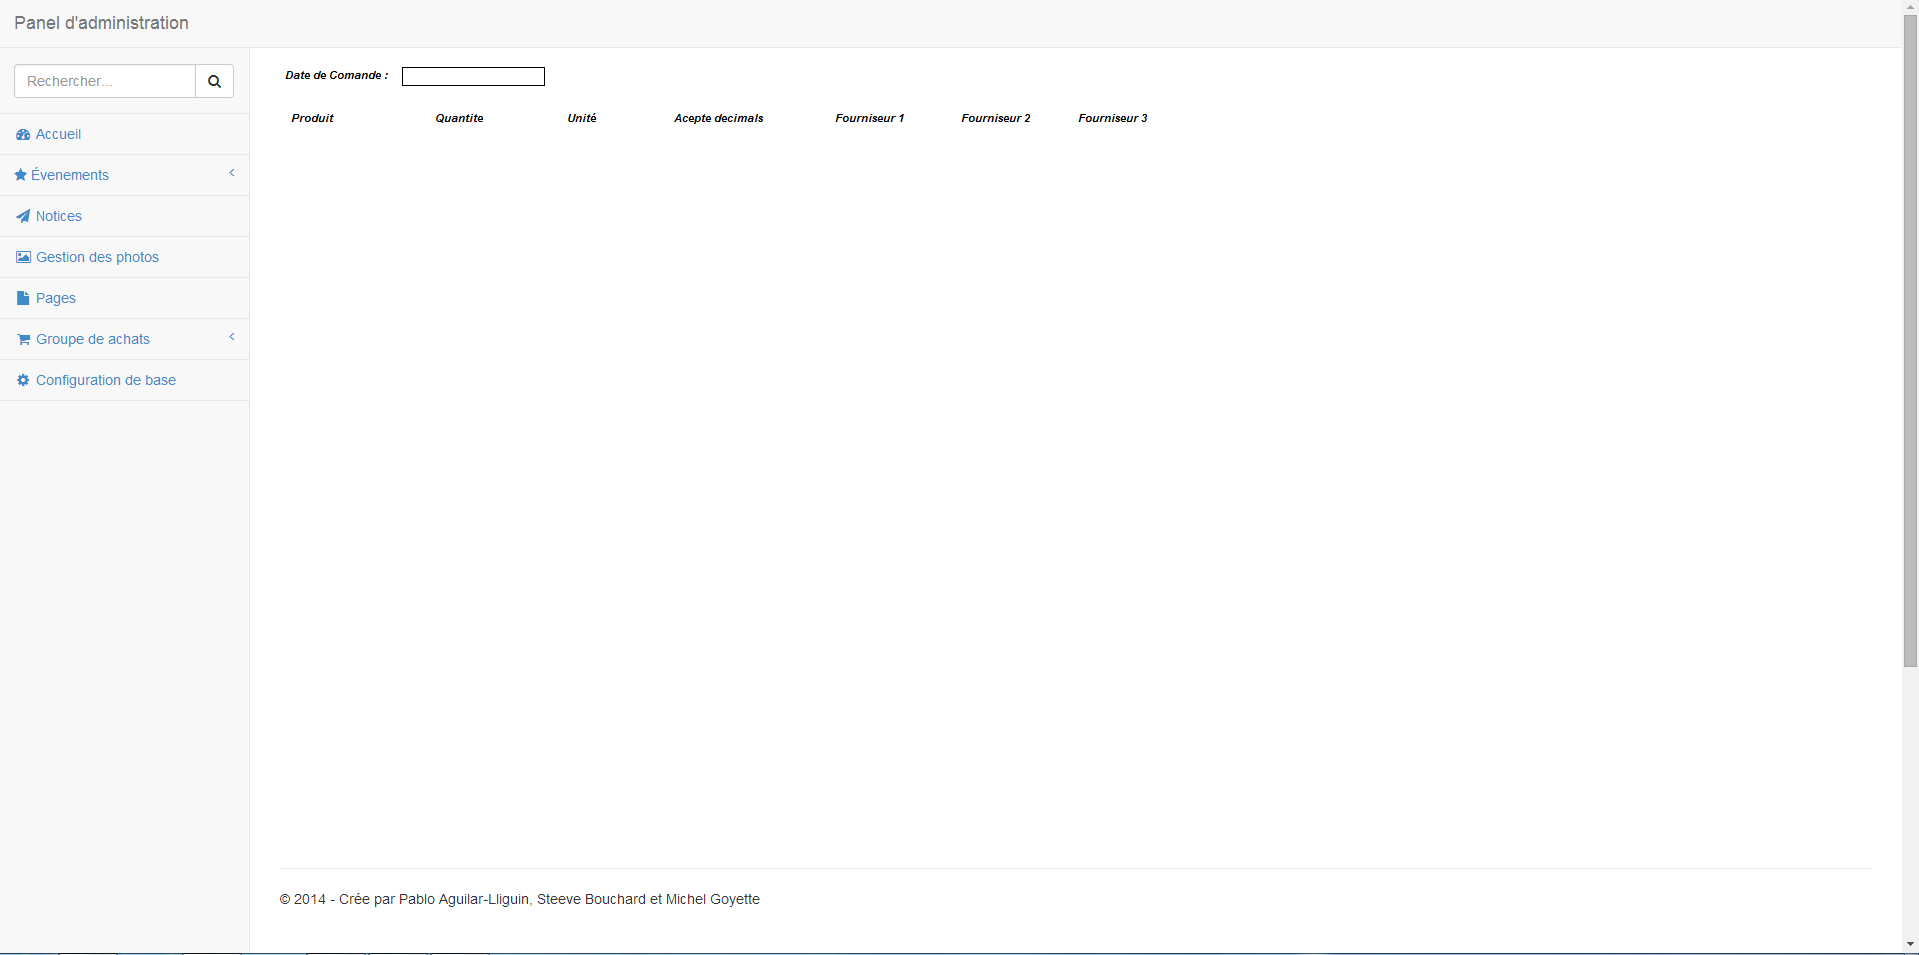 Panel d'administration
Rechercher...
Accueil
Évenements
Notices
Gestion des photos
Pages
Groupe de achats
Configuration de base
Date de Comande :
Produit Quantite Unité Acepte decimals Fourniseur 1 Fourniseur 2 Fourniseur 3
© 2014 - Crée par Pablo Aguilar-Lliguin, Steeve Bouchard et Michel Goyette